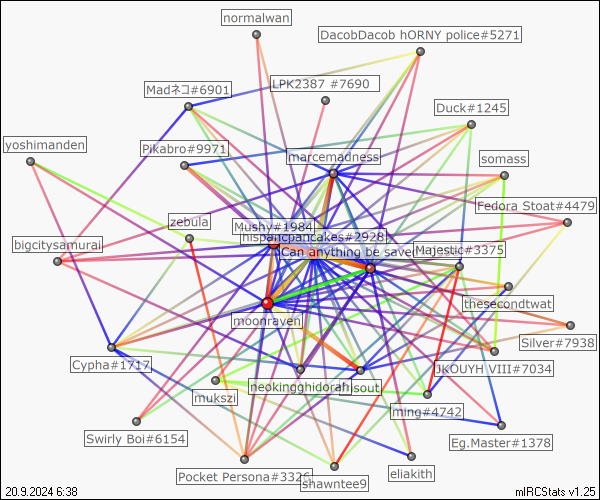 normalwan
DacobDacob hORNY police#5271
LPK2387 #7690
Madネコ#6901
Duck#1245
yoshimanden
Pikabro#9971
marcemadness
somass
Fedora Stoat#4479
zebula
Mushy#1984
hispancpancakes#2928
bigcitysamurai
Can anything be save
Majestic#3375
thesecondtwat
moonraven
Silver#7938
Cypha#1717
JKOUYH VIII#7034
neokingghidorah
sout
mukszi
ming#4742
Swirly Boi#6154
Eg.Master#1378
Pocket Persona#3326
eliakith
shawntee9
20.9.2024 6:38
mIRCStats v1.25